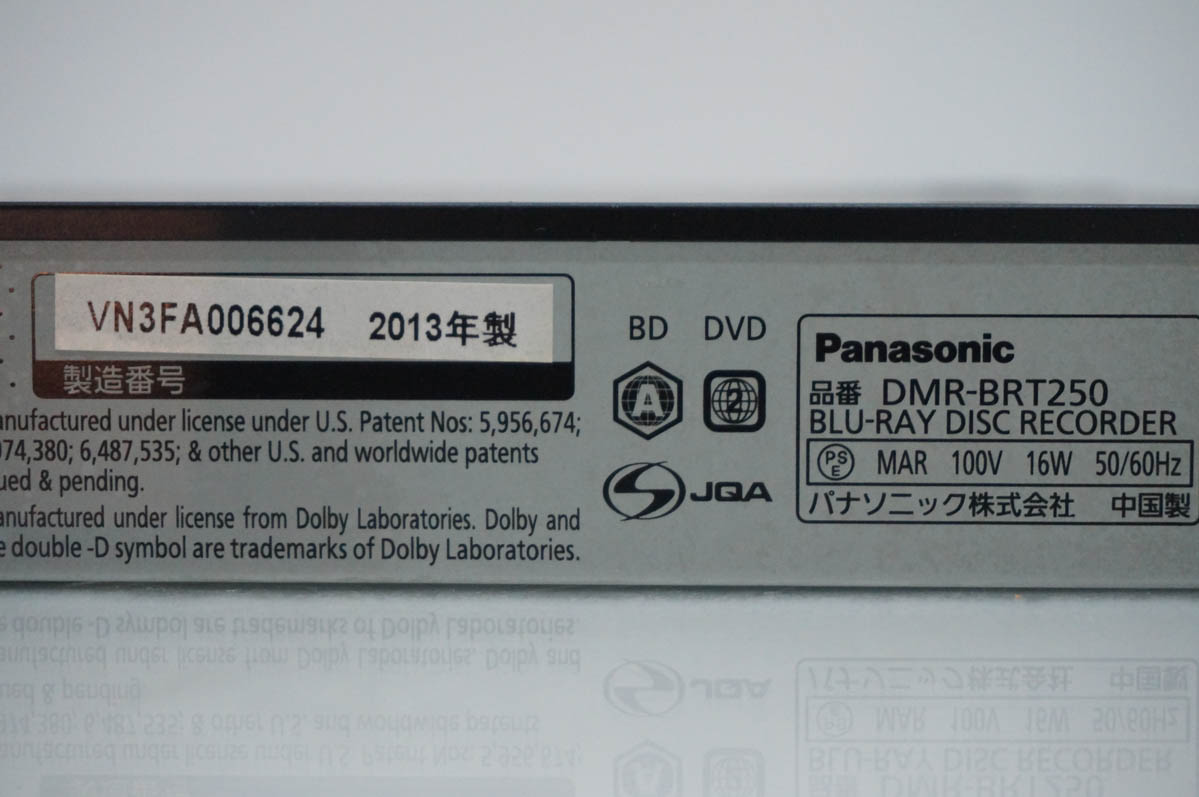 VN3FA006624 2013年製
製造番号
anufactured under license under U.S. Patent Nos: 5,956,674;
074,380; 6,487,535; & other U.S. and worldwide patents
ued & pending.
anufactured under license from Dolby Laboratories. Dolby and
e double -D symbol are trademarks of Dolby Laboratories.
BD DVD
A 2
JQA
Panasonic
品番 DMR-BRT250
BLU-RAY DISC RECORDER
PSE MAR 100V 16W 50/60Hz
パナソニック株式会社 中国製